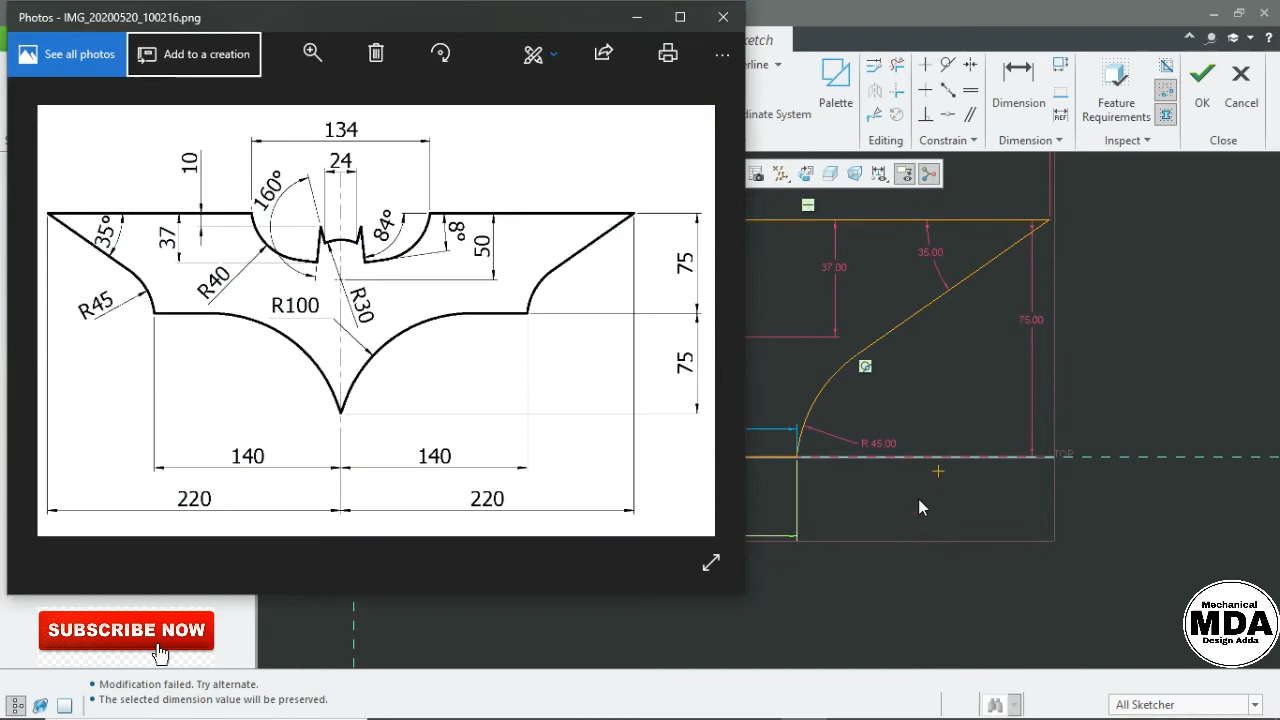 Photos - IMG_20200520_100216.png
See all photos
Add to a creation
134
24
10
160°
35°
37
84°
8°
50
75
R45
R40
R100
R30
75
140
140
220
220
etch
erline
dinate System
Palette
Editing
Constrain
Dimension
Dimension
Feature
Requirements
Inspect
OK
Cancel
Close
37.00
35.00
75.00
R 45.00
TOP
SUBSCRIBE NOW
Mechanical
MDA
Design Adda
Modification failed. Try alternate.
The selected dimension value will be preserved.
All Sketcher